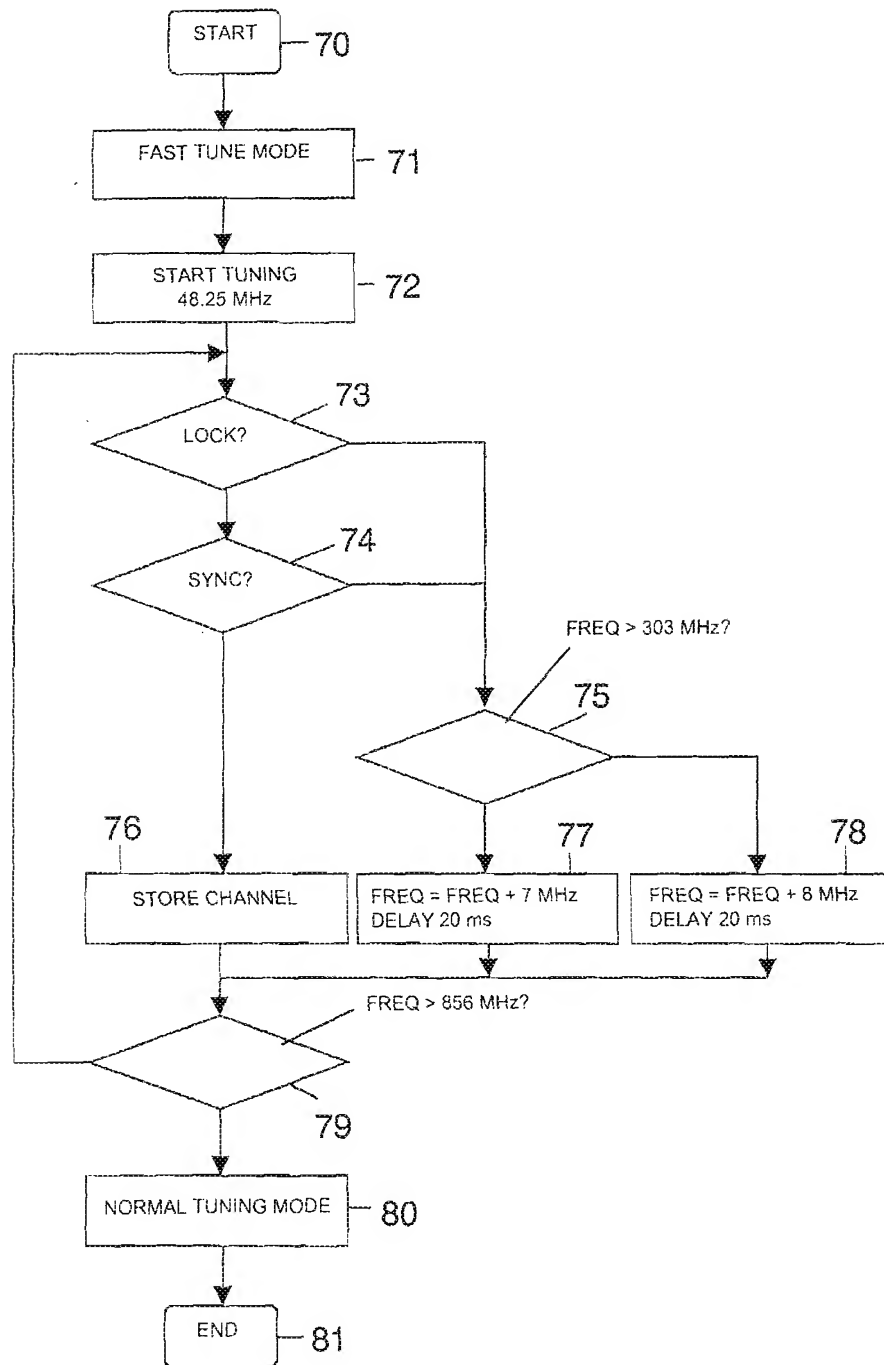 START
70
FAST TUNE MODE
71
START TUNING
48.25 MHz
72
73
LOCK?
74
SYNC?
FREQ > 303 MHz?
75
76
STORE CHANNEL
77
FREQ = FREQ + 7 MHz
DELAY 20 ms
78
FREQ = FREQ + 8 MHz
DELAY 20 ms
FREQ > 856 MHz?
79
NORMAL TUNING MODE
80
END
81